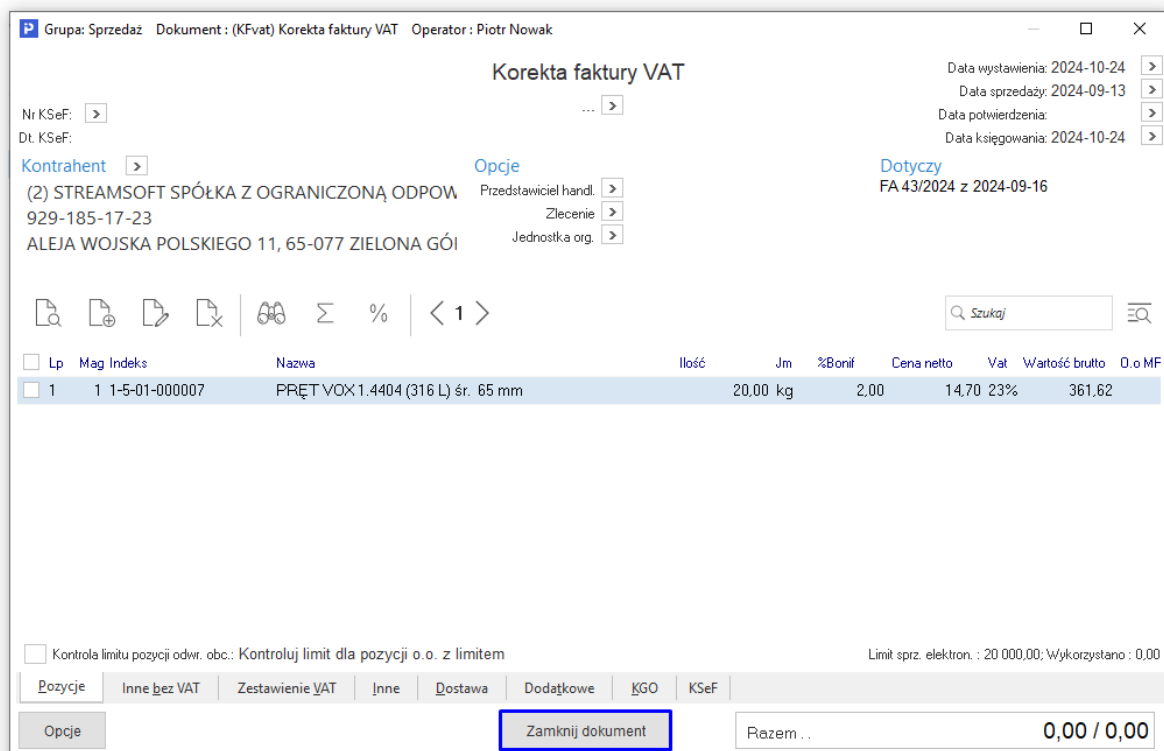 Grupa: Sprzedaż Dokument : (KFvat) Korekta faktury VAT Operator : Piotr Nowak
Korekta faktury VAT
Data wystawienia: 2024-10-24 >
Data sprzedaży: 2024-09-13 >
Nr KSeF: > ... > Data potwierdzenia: >
Dt. KSeF: Data księgowania: 2024-10-24 >
Kontrahent > Opcje Dotyczy
(2) STREAMSOFT SPÓŁKA Z OGRANICZONĄ ODPOW Przedstawiciel handl. > FA 43/2024 z 2024-09-16
929-185-17-23 Zlecenie >
ALEJA WOJSKA POLSKIEGO 11, 65-077 ZIELONA GÓ Jednostka org. >
Σ % < 1 > Szukaj
Lp Mag Indeks Nazwa Ilość Jm %Bonif Cena netto Vat Wartość brutto O.o MF
1 1 1-5-01-000007 PRĘT VOX 1.4404 (316 L) śr. 65 mm 20,00 kg 2,00 14,70 23% 361,62
Kontrola limitu pozycji odwr. obc.: Kontroluj limit dla pozycji o.o. z limitem Limit sprz. elektron. : 20 000,00; Wykorzystano : 0,00
Pozycje Inne bez VAT Zestawienie VAT Inne Dostawa Dodatkowe KGO KSeF
Opcje Zamknij dokument Razem . . 0,00 / 0,00